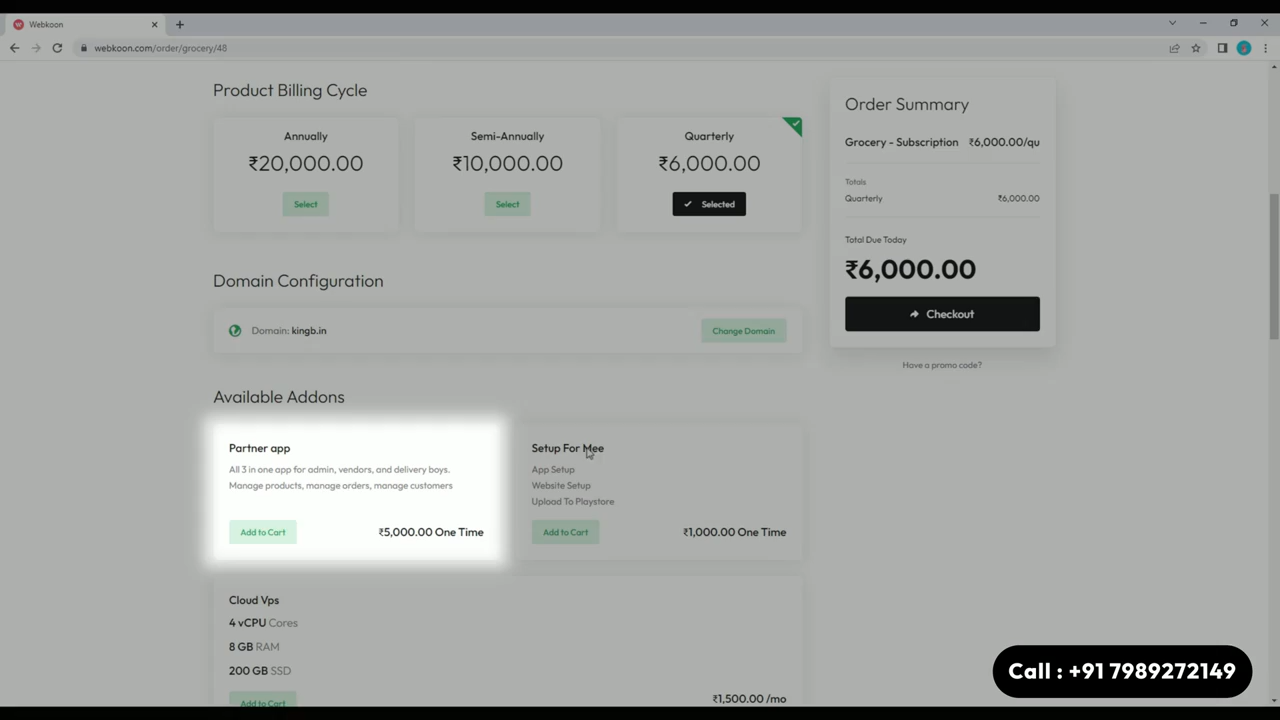 Webkoon
webkoon.com/order/grocery/48
Product Billing Cycle
Annually
₹20,000.00
Select
Semi-Annually
₹10,000.00
Select
Quarterly
₹6,000.00
Selected
Domain Configuration
Domain: kingb.in
Change Domain
Available Addons
Partner app
All 3 in one app for admin, vendors, and delivery boys.
Manage products, manage orders, manage customers
Add to Cart
₹5,000.00 One Time
Setup For Mee
App Setup
Website Setup
Upload To Playstore
Add to Cart
₹1,000.00 One Time
Cloud Vps
4 vCPU Cores
8 GB RAM
200 GB SSD
Add to Cart
₹1,500.00 /mo
Order Summary
Grocery - Subscription ₹6,000.00/qu
Totals
Quarterly ₹6,000.00
Total Due Today
₹6,000.00
Checkout
Have a promo code?
Call : +91 7989272149